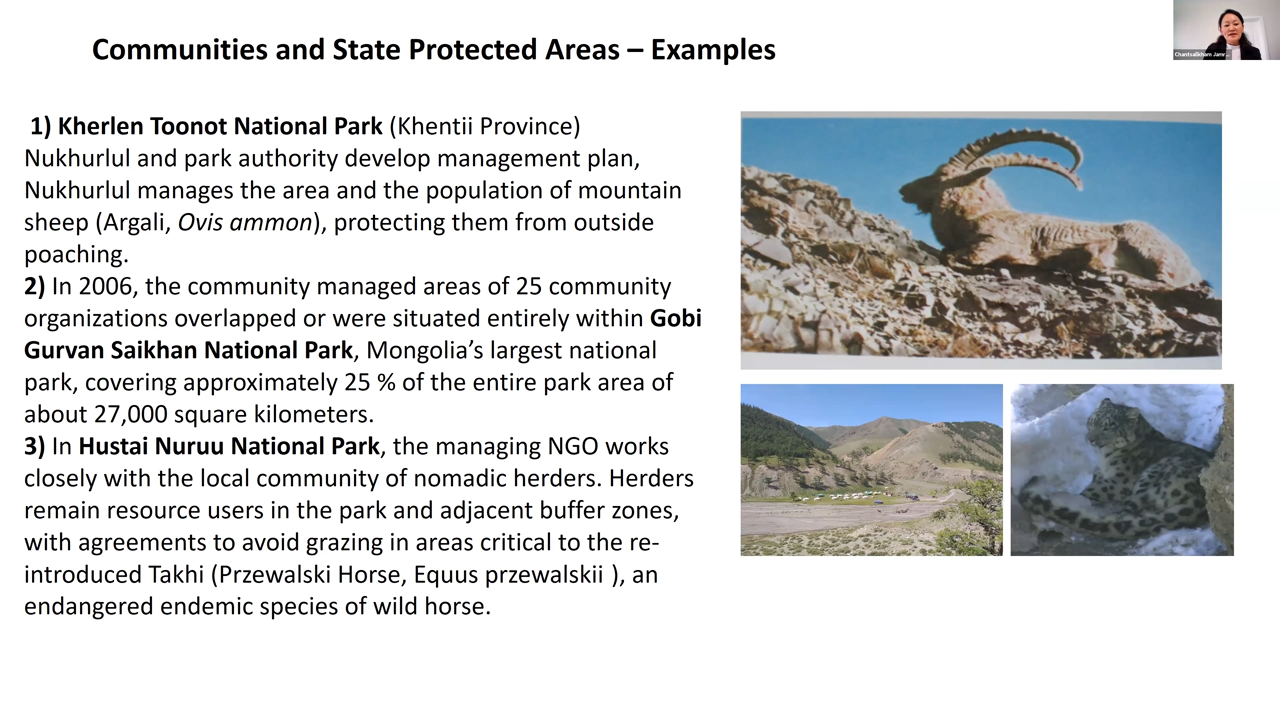 Communities and State Protected Areas – Examples
Chantsallkham Jamr...
1) Kherlen Toonot National Park (Khentii Province)
Nukhurlul and park authority develop management plan,
Nukhurlul manages the area and the population of mountain
sheep (Argali, Ovis ammon), protecting them from outside
poaching.
2) In 2006, the community managed areas of 25 community
organizations overlapped or were situated entirely within Gobi
Gurvan Saikhan National Park, Mongolia’s largest national
park, covering approximately 25 % of the entire park area of
about 27,000 square kilometers.
3) In Hustai Nuruu National Park, the managing NGO works
closely with the local community of nomadic herders. Herders
remain resource users in the park and adjacent buffer zones,
with agreements to avoid grazing in areas critical to the re-
introduced Takhi (Przewalski Horse, Equus przewalskii ), an
endangered endemic species of wild horse.